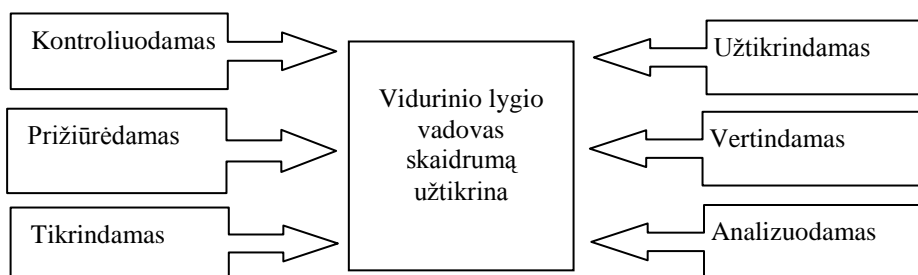 Kontroliuodamas
Užtikrindamas
Vidurinio lygio
vadovas
skaidrumą
užtikrina
Prižiūrėdamas
Vertindamas
Tikrindamas
Analizuodamas